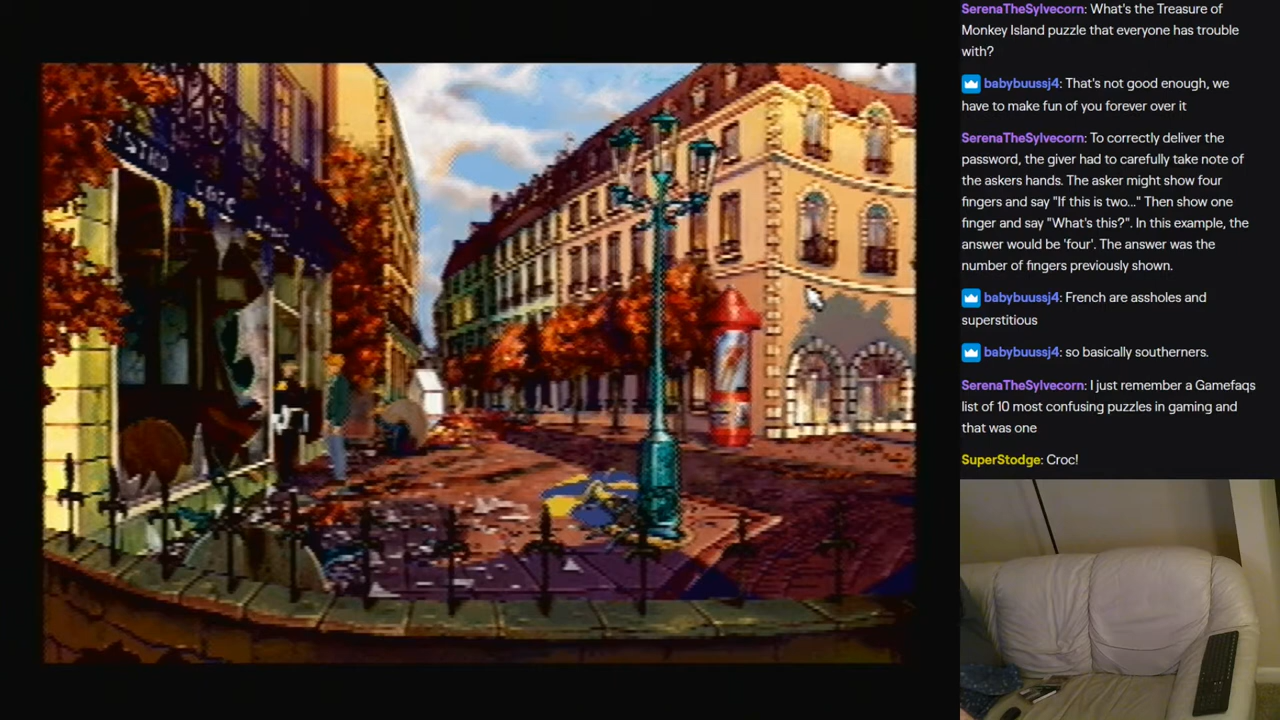 SerenaTheSylvecorn: What's the Treasure of
Monkey Island puzzle that everyone has trouble
with?
babybuussj4: That's not good enough, we
have to make fun of you forever over it
SerenaTheSylvecorn: To correctly deliver the
password, the giver had to carefully take note of
the askers hands. The asker might show four
fingers and say "If this is two..." Then show one
finger and say "What's this?". In this example, the
answer would be 'four'. The answer was the
number of fingers previously shown.
babybuussj4: French are assholes and
superstitious
babybuussj4: so basically southerners.
SerenaTheSylvecorn: I just remember a Gamefaqs
list of 10 most confusing puzzles in gaming and
that was one
SuperStodge: Croc!